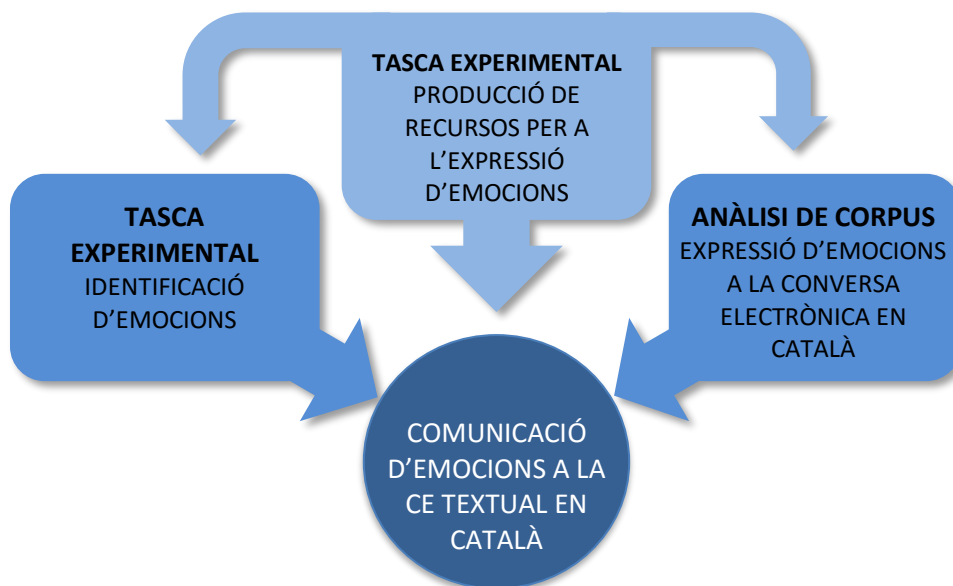 TASCA EXPERIMENTAL
PRODUCCIÓ DE
RECURSOS PER A
L’EXPRESSIÓ
D’EMOCIONS
TASCA
EXPERIMENTAL
IDENTIFICACIÓ
D’EMOCIONS
ANÀLISI DE CORPUS
EXPRESSIÓ D’EMOCIONS
A LA CONVERSA
ELECTRÒNICA EN
CATALÀ
COMUNICACIÓ
D’EMOCIONS A LA
CE TEXTUAL EN
CATALÀ